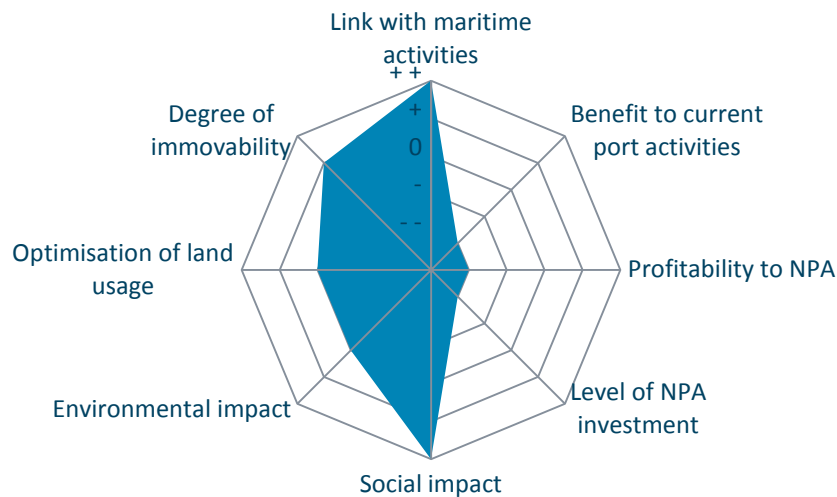 Link with maritime
activities
+ +
+
0
-
- -
Benefit to current
port activities
Profitability to NPA
Level of NPA
investment
Social impact
Environmental impact
Optimisation of land
usage
Degree of
immovability